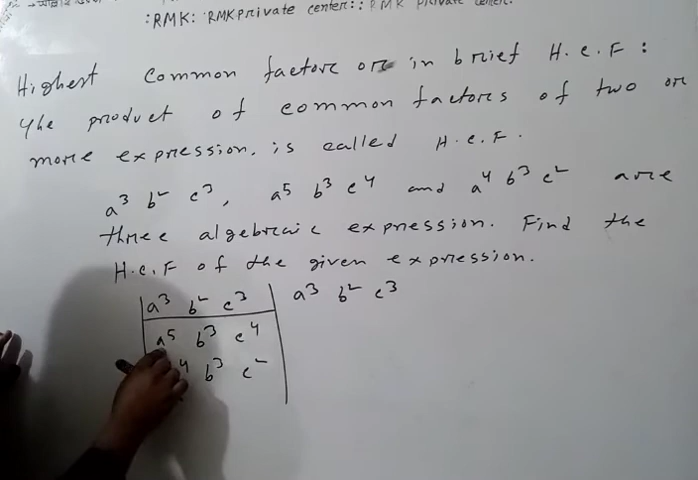 :RMK: RMK Private center:: RMK Private center.
Highest common factor or in brief H.C.F :
The product of common factors of two or
more expression. is called H.C.F.
a³ b² c³, a⁵ b³ c⁴ and a⁴ b³ c² are
three algebraic expression. Find the
H.C.F of the given expression.
a³ b² c³ a³ b² c³
a⁵ b³ c⁴
⁴ b³ c²